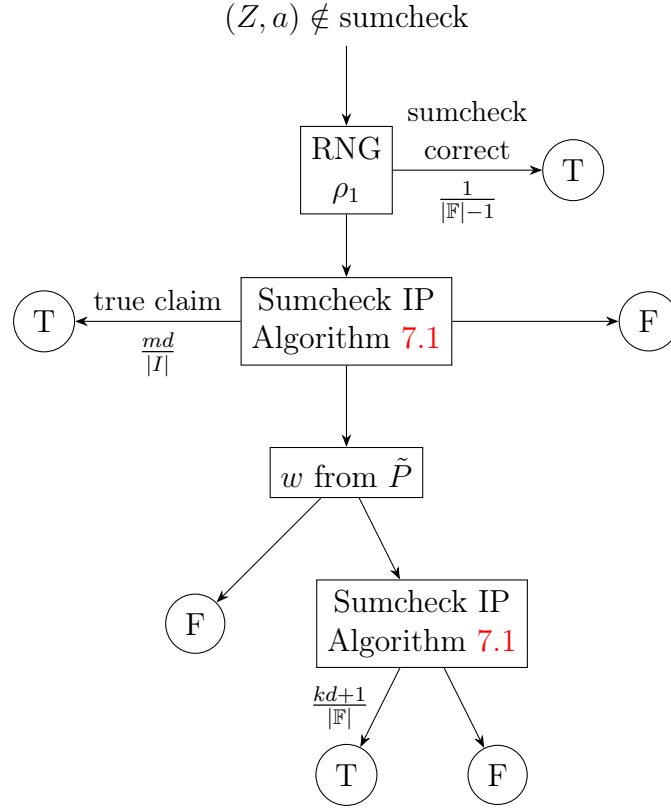 (Z, a) ∉ sumcheck
sumcheck
correct
RNG
ρ₁
T
1/(|𝔽|−1)
true claim
T
md/|I|
Sumcheck IP
Algorithm 7.1
F
w from P̃
F
Sumcheck IP
Algorithm 7.1
(kd+1)/|𝔽|
T
F